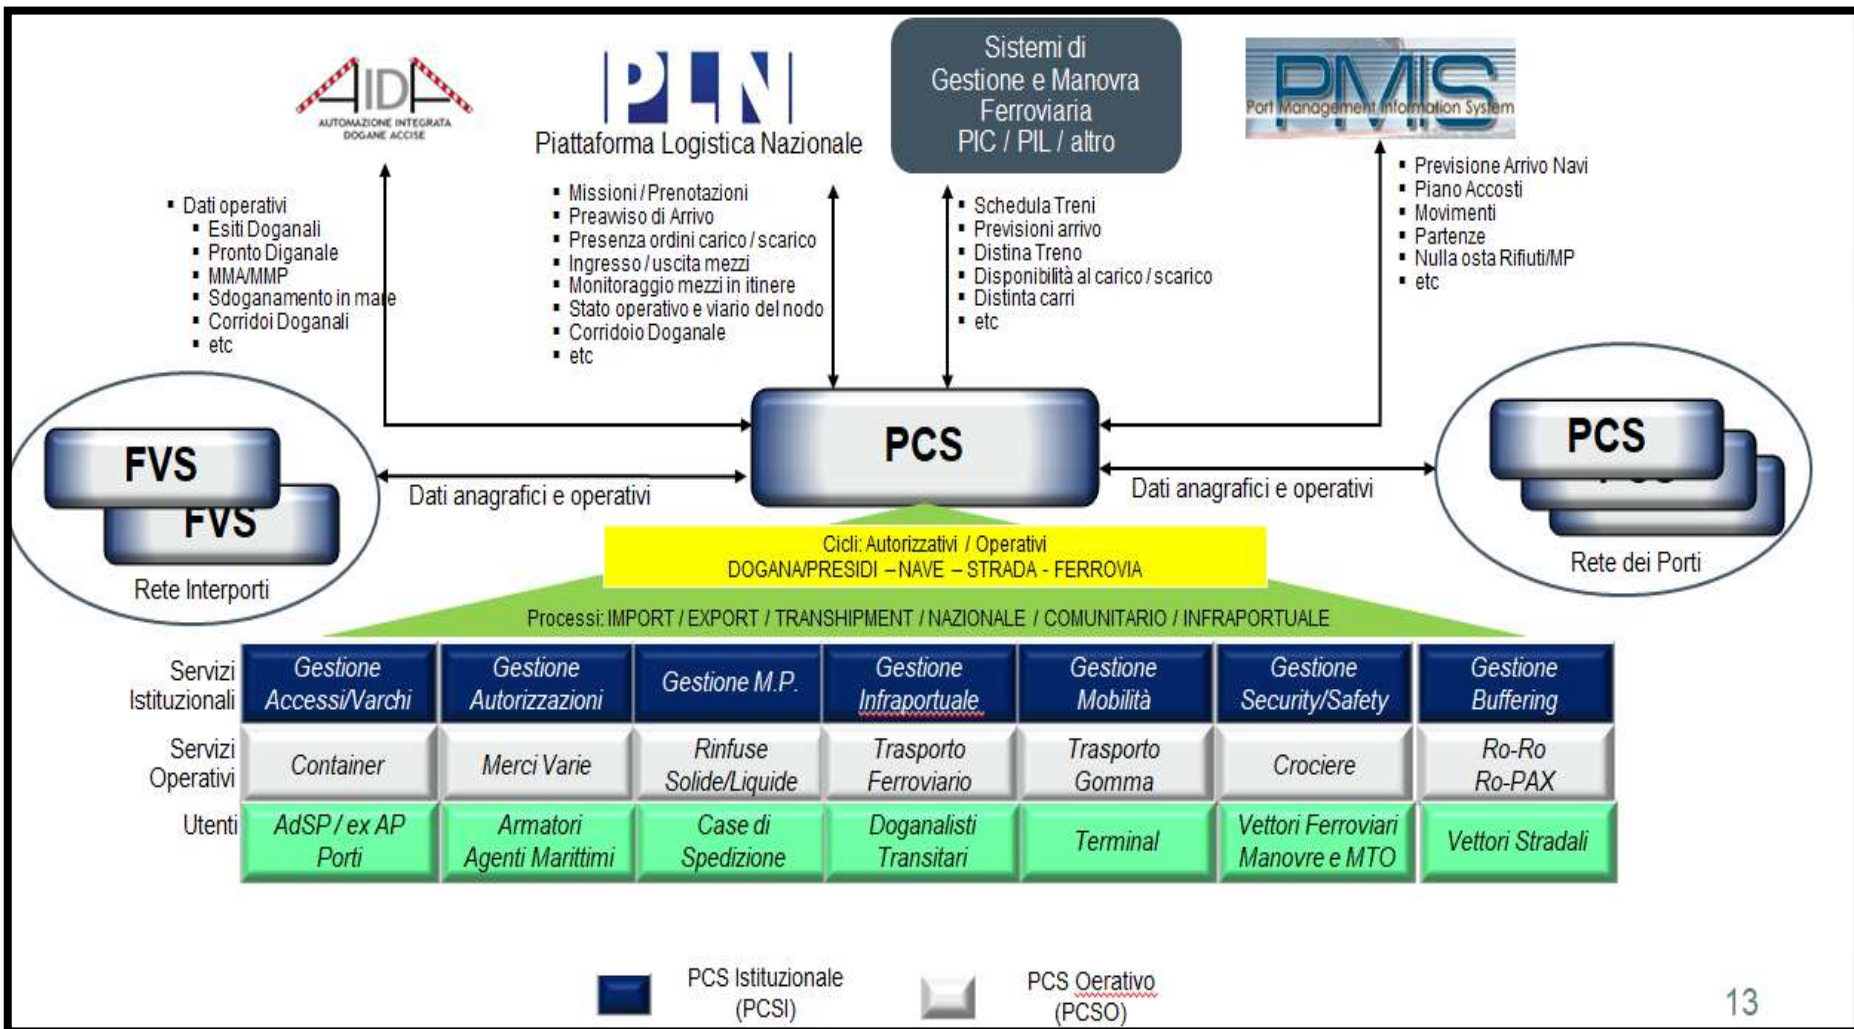 AIDA
AUTOMAZIONE INTEGRATA
DOGANE ACCISE
PLN
Piattaforma Logistica Nazionale
Sistemi di
Gestione e Manovra
Ferroviaria
PIC / PIL / altro
PMIS
Port Management Information System
▪ Dati operativi
▪ Esiti Doganali
▪ Pronto Diganale
▪ MMA/MMP
▪ Sdoganamento in mare
▪ Corridoi Doganali
▪ etc
▪ Missioni / Prenotazioni
▪ Preavviso di Arrivo
▪ Presenza ordini carico / scarico
▪ Ingresso / uscita mezzi
▪ Monitoraggio mezzi in itinere
▪ Stato operativo e viario del nodo
▪ Corridoio Doganale
▪ etc
▪ Schedula Treni
▪ Previsioni arrivo
▪ Distina Treno
▪ Disponibilità al carico / scarico
▪ Distinta carri
▪ etc
▪ Previsione Arrivo Navi
▪ Piano Accosti
▪ Movimenti
▪ Partenze
▪ Nulla osta Rifiuti/MP
▪ etc
FVS
FVS
Rete Interporti
Dati anagrafici e operativi
PCS
Dati anagrafici e operativi
PCS
Rete dei Porti
Cicli: Autorizzativi / Operativi
DOGANA/PRESIDI – NAVE – STRADA - FERROVIA
Processi: IMPORT / EXPORT / TRANSHIPMENT / NAZIONALE / COMUNITARIO / INFRAPORTUALE
Servizi
Istituzionali
Gestione
Accessi/Varchi
Gestione
Autorizzazioni
Gestione M.P.
Gestione
Infraportuale
Gestione
Mobilità
Gestione
Security/Safety
Gestione
Buffering
Servizi
Operativi
Container
Merci Varie
Rinfuse
Solide/Liquide
Trasporto
Ferroviario
Trasporto
Gomma
Crociere
Ro-Ro
Ro-PAX
Utenti
AdSP / ex AP
Porti
Armatori
Agenti Marittimi
Case di
Spedizione
Doganalisti
Transitari
Terminal
Vettori Ferroviari
Manovre e MTO
Vettori Stradali
PCS Istituzionale
(PCSI)
PCS Oerativo
(PCSO)
13